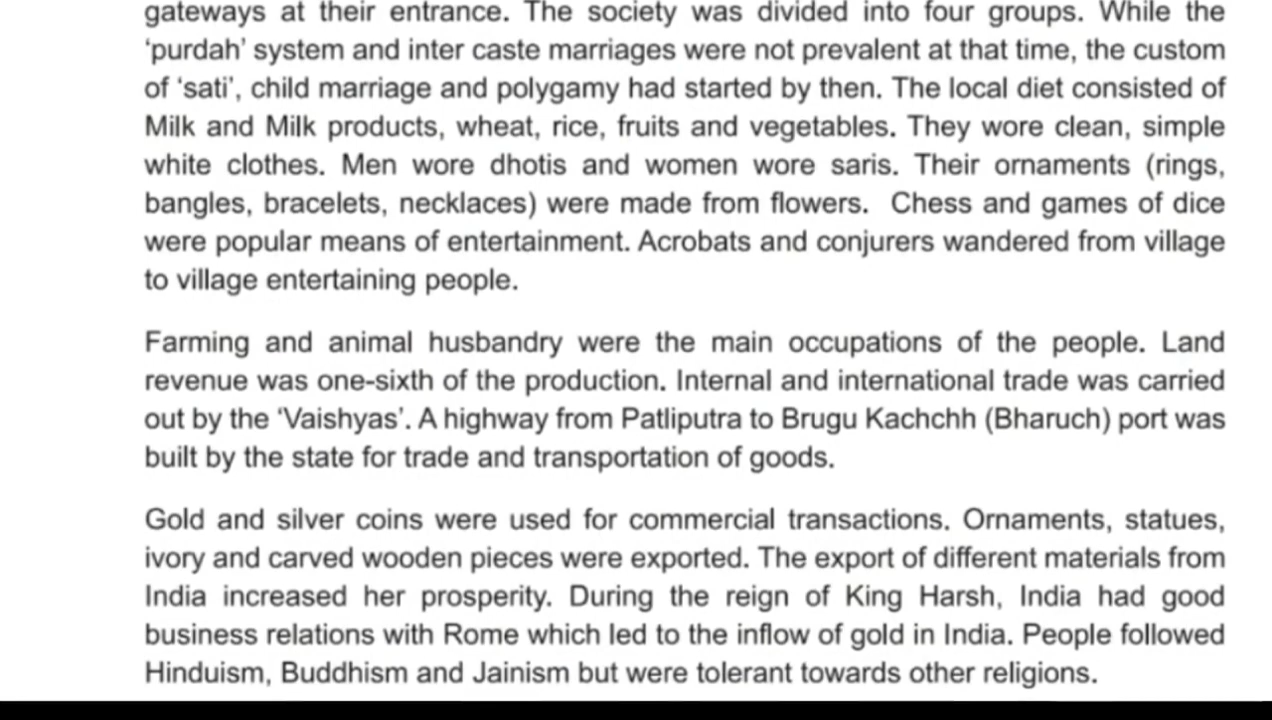 gateways at their entrance. The society was divided into four groups. While the
‘purdah’ system and inter caste marriages were not prevalent at that time, the custom
of ‘sati’, child marriage and polygamy had started by then. The local diet consisted of
Milk and Milk products, wheat, rice, fruits and vegetables. They wore clean, simple
white clothes. Men wore dhotis and women wore saris. Their ornaments (rings,
bangles, bracelets, necklaces) were made from flowers. Chess and games of dice
were popular means of entertainment. Acrobats and conjurers wandered from village
to village entertaining people.
Farming and animal husbandry were the main occupations of the people. Land
revenue was one-sixth of the production. Internal and international trade was carried
out by the ‘Vaishyas’. A highway from Patliputra to Brugu Kachchh (Bharuch) port was
built by the state for trade and transportation of goods.
Gold and silver coins were used for commercial transactions. Ornaments, statues,
ivory and carved wooden pieces were exported. The export of different materials from
India increased her prosperity. During the reign of King Harsh, India had good
business relations with Rome which led to the inflow of gold in India. People followed
Hinduism, Buddhism and Jainism but were tolerant towards other religions.